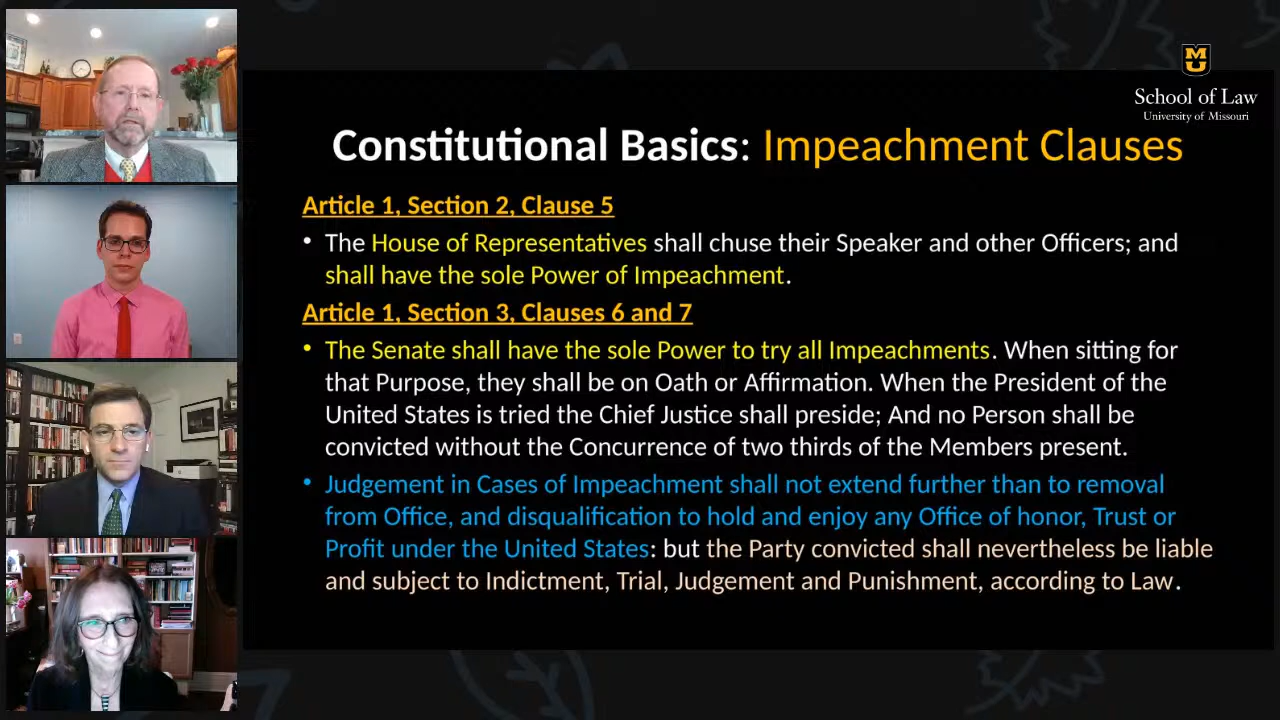 MU
School of Law
University of Missouri
Constitutional Basics: Impeachment Clauses
Article 1, Section 2, Clause 5
• The House of Representatives shall chuse their Speaker and other Officers; and
shall have the sole Power of Impeachment.
Article 1, Section 3, Clauses 6 and 7
• The Senate shall have the sole Power to try all Impeachments. When sitting for
that Purpose, they shall be on Oath or Affirmation. When the President of the
United States is tried the Chief Justice shall preside; And no Person shall be
convicted without the Concurrence of two thirds of the Members present.
• Judgement in Cases of Impeachment shall not extend further than to removal
from Office, and disqualification to hold and enjoy any Office of honor, Trust or
Profit under the United States: but the Party convicted shall nevertheless be liable
and subject to Indictment, Trial, Judgement and Punishment, according to Law.